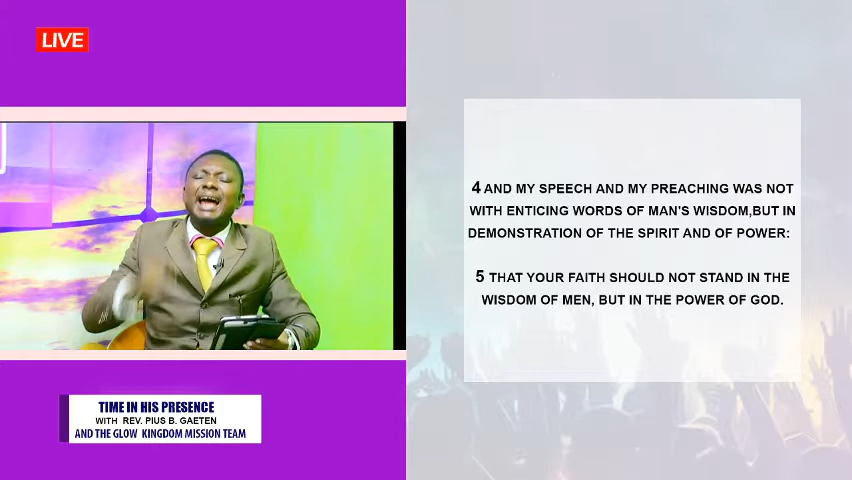 LIVE
TIME IN HIS PRESENCE
WITH REV. PIUS B. GAETEN
AND THE GLOW KINGDOM MISSION TEAM
4 AND MY SPEECH AND MY PREACHING WAS NOT
WITH ENTICING WORDS OF MAN'S WISDOM,BUT IN
DEMONSTRATION OF THE SPIRIT AND OF POWER:
5 THAT YOUR FAITH SHOULD NOT STAND IN THE
WISDOM OF MEN, BUT IN THE POWER OF GOD.